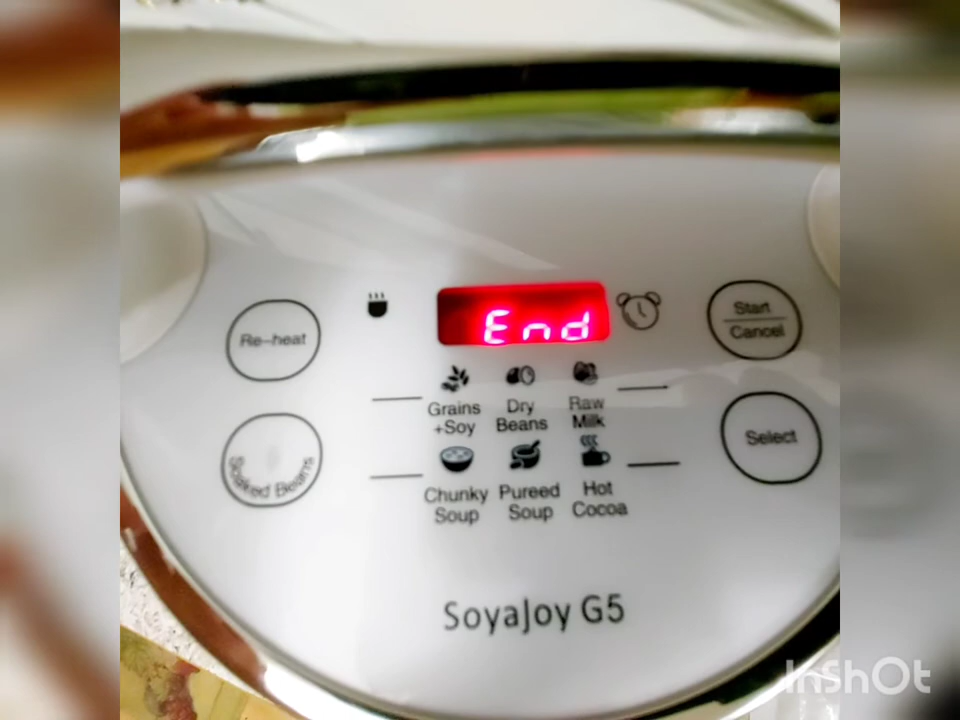 End
Re-heat
Start
Cancel
Grains
+Soy
Dry
Beans
Raw
Milk
Soaked Beans
Select
Chunky
Soup
Pureed
Soup
Hot
Cocoa
SoyaJoy G5
InShOt